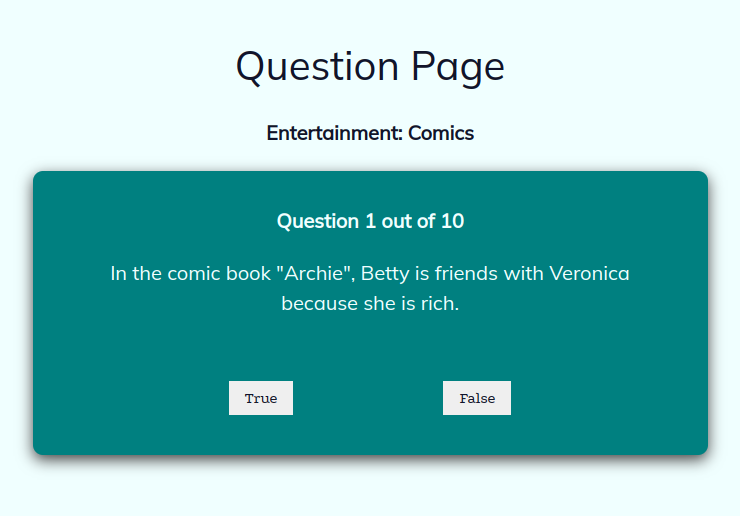 Question Page
Entertainment: Comics
Question 1 out of 10
In the comic book "Archie", Betty is friends with Veronica
because she is rich.
True
False